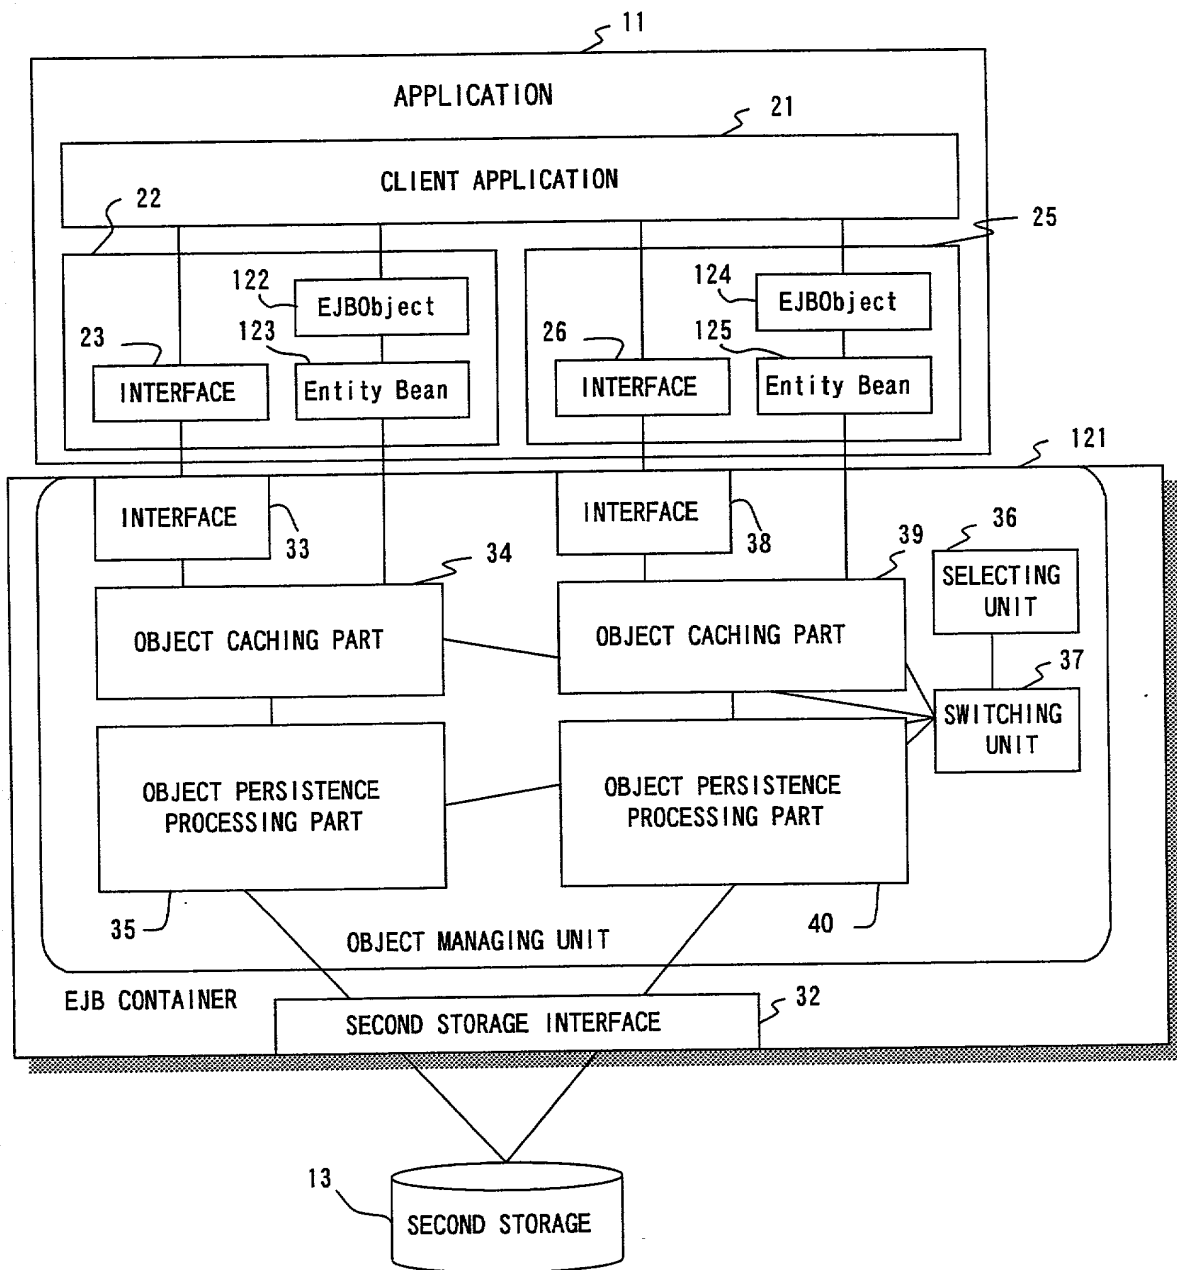 11
APPLICATION
21
CLIENT APPLICATION
22
25
122
EJBObject
124
EJBObject
23
123
26
125
INTERFACE
Entity Bean
INTERFACE
Entity Bean
121
INTERFACE
33
INTERFACE
38
36
34
39
SELECTING
UNIT
OBJECT CACHING PART
OBJECT CACHING PART
37
SWITCHING
UNIT
OBJECT PERSISTENCE
PROCESSING PART
OBJECT PERSISTENCE
PROCESSING PART
35
40
OBJECT MANAGING UNIT
EJB CONTAINER
32
SECOND STORAGE INTERFACE
13
SECOND STORAGE